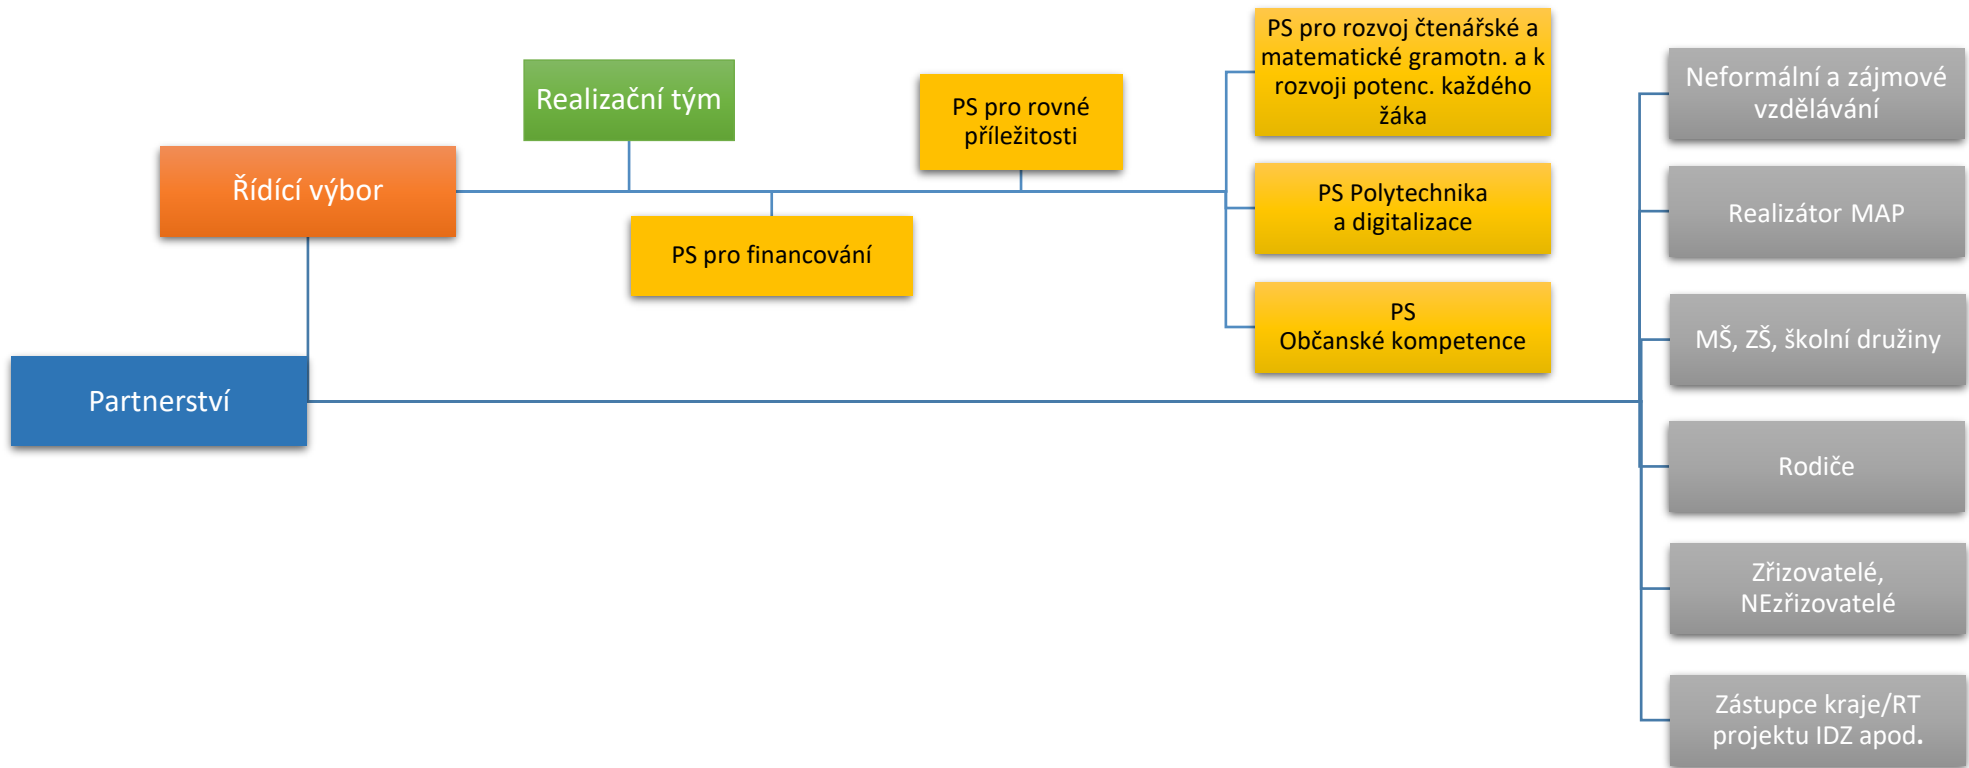 PS pro rozvoj čtenářské a
matematické gramotn. a k
rozvoji potenc. každého
žáka
Realizační tým
PS pro rovné
příležitosti
Neformální a zájmové
vzdělávání
Řídící výbor
PS Polytechnika
a digitalizace
Realizátor MAP
PS pro financování
PS
Občanské kompetence
MŠ, ZŠ, školní družiny
Partnerství
Rodiče
Zřizovatelé,
NEzřizovatelé
Zástupce kraje/RT
projektu IDZ apod.